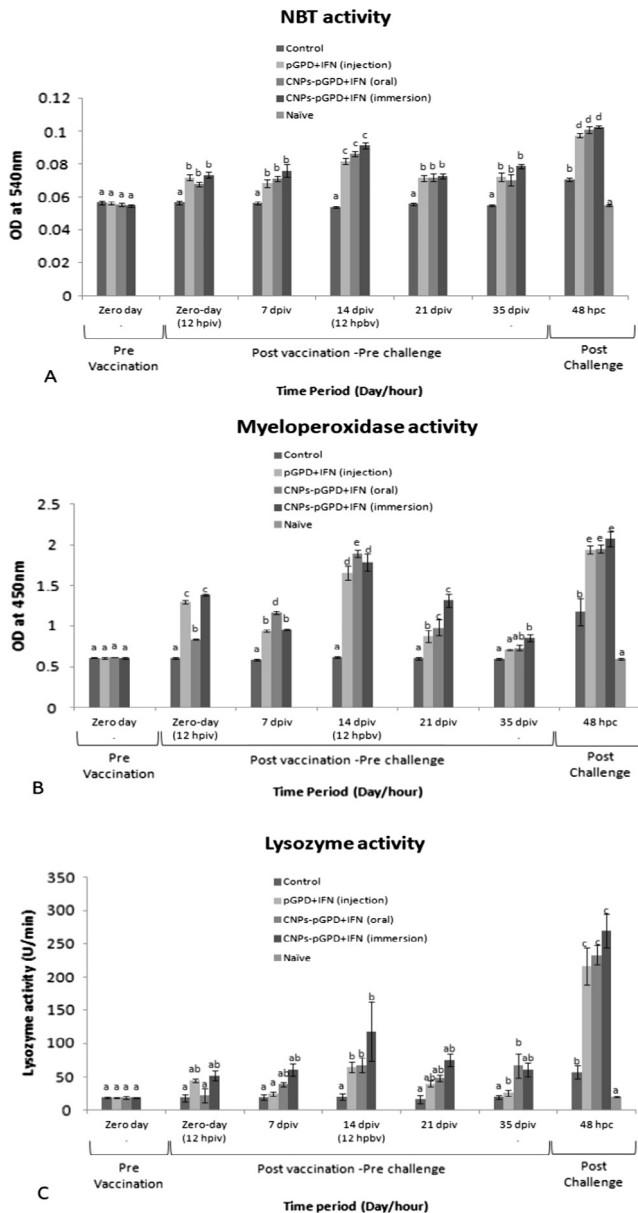 NBT activity
Control
pGPD+IFN (injection)
CNPs-pGPD+IFN (oral)
CNPs-pGPD+IFN (immersion)
Naïve
OD at 540nm
0.12
0.1
0.08
0.06
0.04
0.02
0
a a a a
a b b b
a b b b
a c c c
a b b b
a b b b
b d d d a
Zero day Zero-day 7 dpiv 14 dpiv 21 dpiv 35 dpiv 48 hpc
. (12 hpiv) (12 hpbv) .
Pre Post vaccination -Pre challenge Post
Vaccination Challenge
A
Time Period (Day/hour)
Myeloperoxidase activity
Control
pGPD+IFN (injection)
CNPs-pGPD+IFN (oral)
CNPs-pGPD+IFN (immersion)
Naïve
OD at 450nm
2.5
2
1.5
1
0.5
0
a a a a
a c b c
a b d b
a d e d
a b c c
a a ab b
b e e e a
Zero day Zero-day 7 dpiv 14 dpiv 21 dpiv 35 dpiv 48 hpc
. (12 hpiv) (12 hpbv) .
Pre Post vaccination -Pre challenge Post
Vaccination Challenge
B
Time Period (Day/hour)
Lysozyme activity
Control
pGPD+IFN (injection)
CNPs-pGPD+IFN (oral)
CNPs-pGPD+IFN (immersion)
Naïve
Lysozyme activity (U/min)
350
300
250
200
150
100
50
0
a a a a
a ab a ab
a a ab ab
a b b b
a ab ab ab
a b b ab
b c c c a
Zero day Zero-day 7 dpiv 14 dpiv 21 dpiv 35 dpiv 48 hpc
. (12 hpiv) (12 hpbv) .
Pre Post vaccination -Pre challenge Post
Vaccination Challenge
C
Time period (Day/hour)